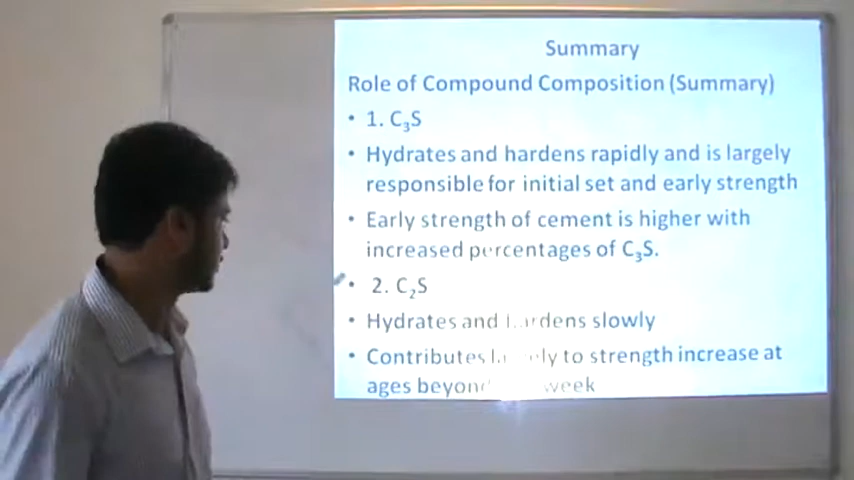 Summary
Role of Compound Composition (Summary)
• 1. C₃S
• Hydrates and hardens rapidly and is largely
responsible for initial set and early strength
• Early strength of cement is higher with
increased percentages of C₃S.
• 2. C₂S
• Hydrates and hardens slowly
• Contributes largely to strength increase at
ages beyond week